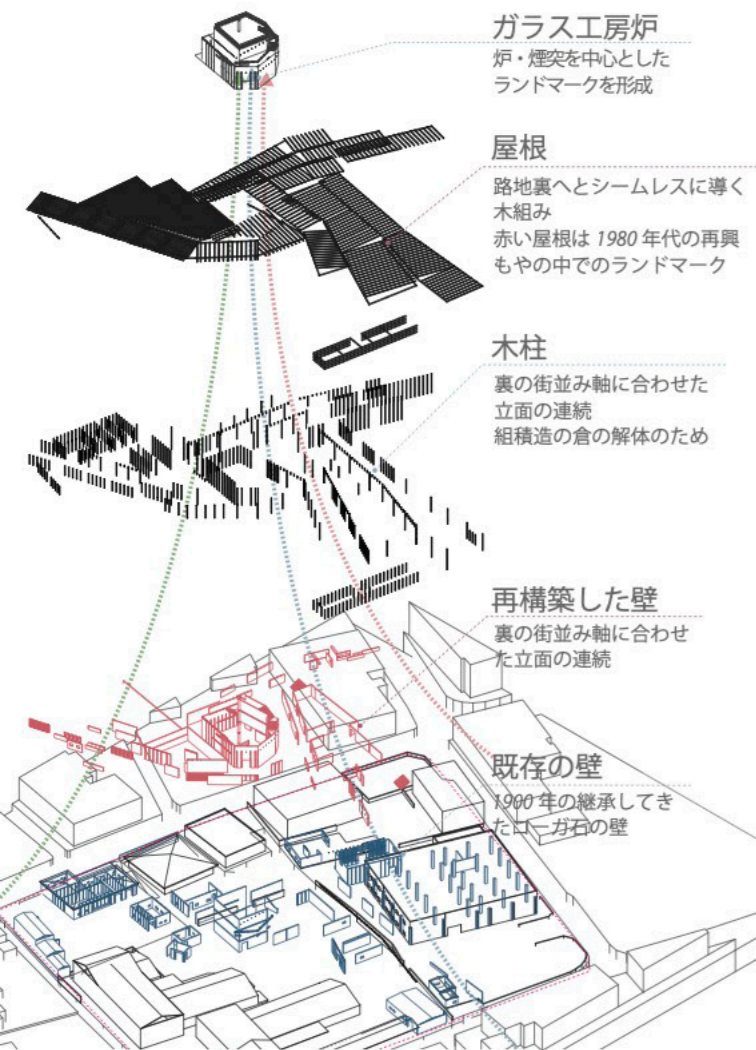 ガラス工房炉
炉・煙突を中心とした
ランドマークを形成
屋根
路地裏へとシームレスに導く
木組み
赤い屋根は 1980 年代の再興
もやの中でのランドマーク
木柱
裏の街並み軸に合わせた
立面の連続
組積造の倉の解体のため
再構築した壁
裏の街並み軸に合わせ
た立面の連続
既存の壁
1900 年の継承してき
たコーガ石の壁